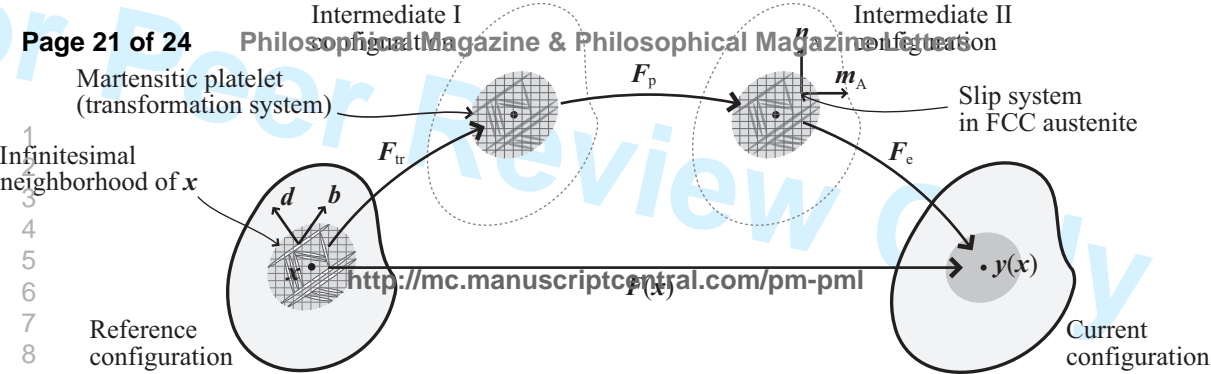 Intermediate I
configuration
Intermediate II
configuration
Page 21 of 24
Philosophical Magazine & Philosophical Magazine Letters
For Peer Review Only
Martensitic platelet
(transformation system)
F_p
n_A
m_A
Slip system
in FCC austenite
1
2
3
4
5
6
7
8
Infinitesimal
neighborhood of x
F_tr
F_e
d
b
x
y(x)
http://mc.manuscriptcentral.com/pm-pml
F(x)
Reference
configuration
Current
configuration